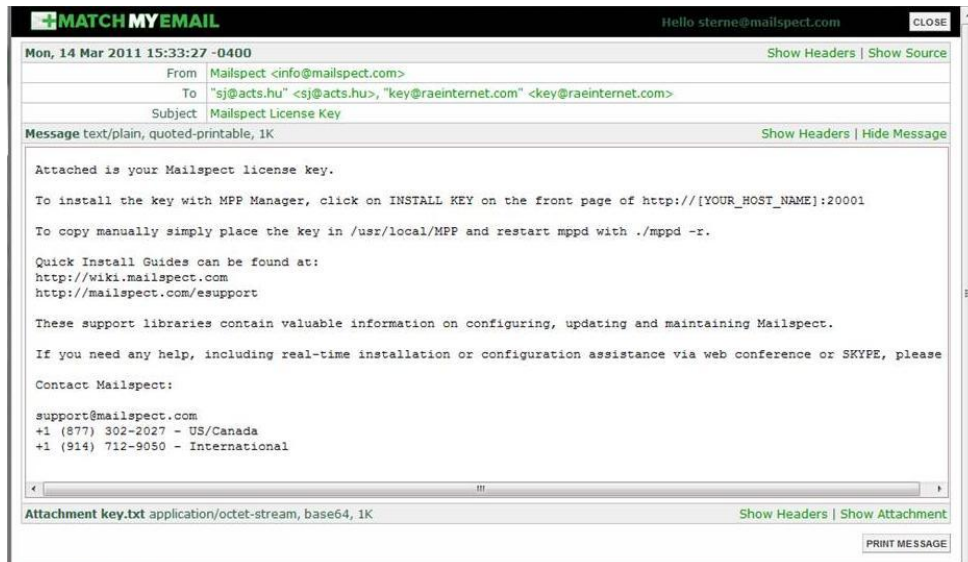 MATCH MY EMAIL
Hello sterne@mailspect.com
CLOSE
Mon, 14 Mar 2011 15:33:27 -0400
Show Headers | Show Source
From Mailspect <info@mailspect.com>
To "sj@acts.hu" <sj@acts.hu>, "key@raeinternet.com" <key@raeinternet.com>
Subject Mailspect License Key
Message text/plain, quoted-printable, 1K
Show Headers | Hide Message
Attached is your Mailspect license key.
To install the key with MPP Manager, click on INSTALL KEY on the front page of http://[YOUR_HOST_NAME]:20001
To copy manually simply place the key in /usr/local/MPP and restart mppd with ./mppd -r.
Quick Install Guides can be found at:
http://wiki.mailspect.com
http://mailspect.com/esupport
These support libraries contain valuable information on configuring, updating and maintaining Mailspect.
If you need any help, including real-time installation or configuration assistance via web conference or SKYPE, please
Contact Mailspect:
support@mailspect.com
+1 (877) 302-2027 - US/Canada
+1 (914) 712-9050 - International
Attachment key.txt application/octet-stream, base64, 1K
Show Headers | Show Attachment
PRINT MESSAGE